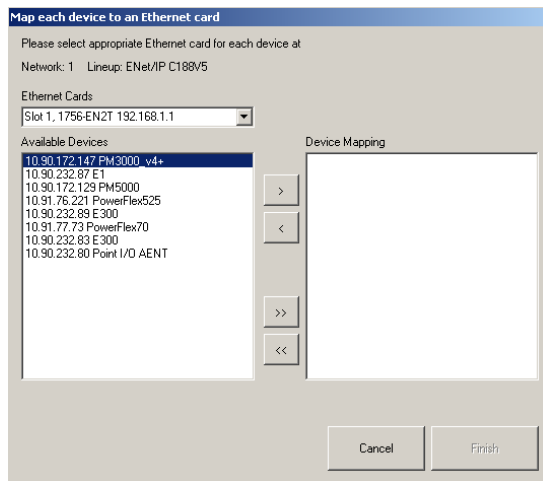 Map each device to an Ethernet card
Please select appropriate Ethernet card for each device at
Network: 1 Lineup: ENet/IP C188V5
Ethernet Cards
Slot 1, 1756-EN2T 192.168.1.1
Available Devices
Device Mapping
10.90.172.147 PM3000_v4+
10.90.232.87 E1
10.90.172.129 PM5000
10.91.76.221 PowerFlex525
10.90.232.89 E300
10.91.77.73 PowerFlex70
10.90.232.83 E300
10.90.232.80 Point I/O AENT
>
<
>>
<<
Cancel
Finish